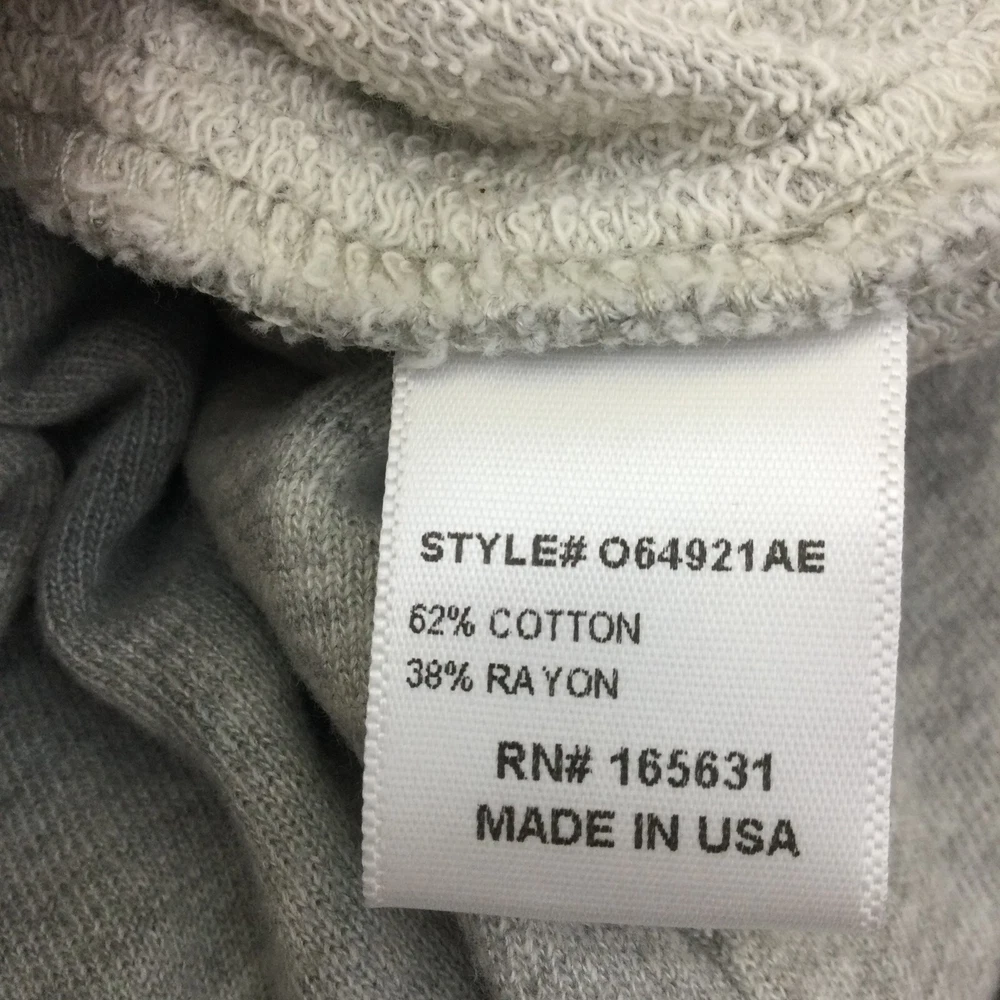 STYLE# O64921AE
62% COTTON
38% RAYON
RN# 165631
MADE IN USA